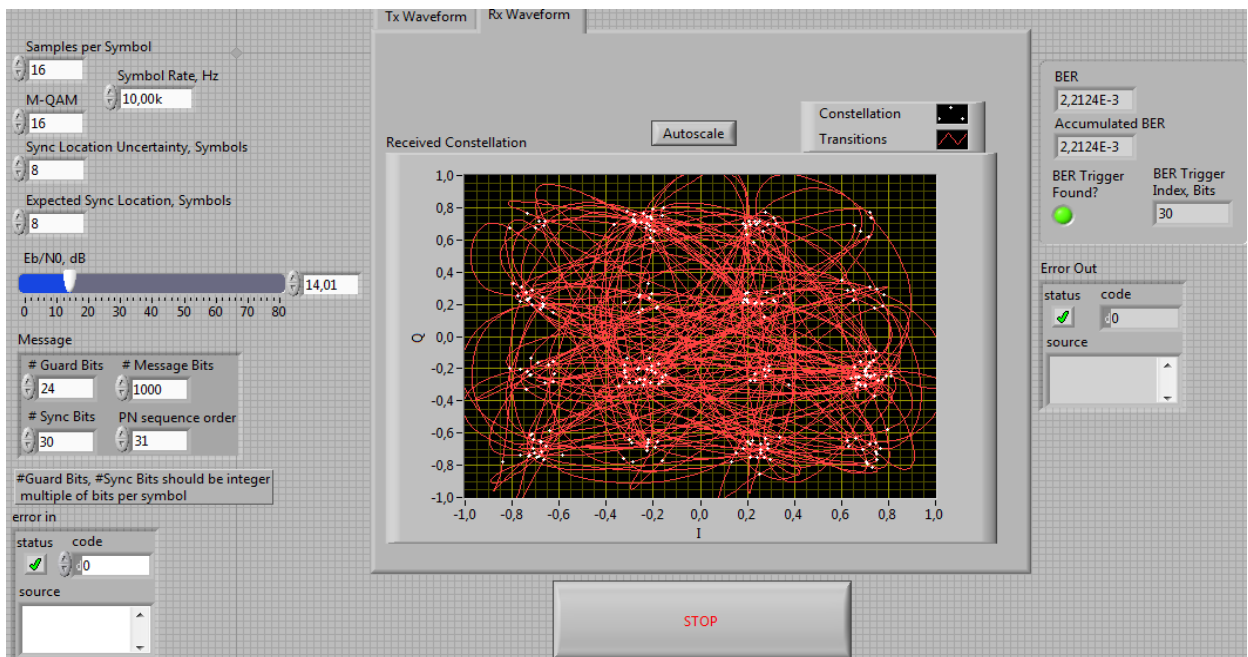 Tx Waveform
Rx Waveform
Samples per Symbol
16
Symbol Rate, Hz
10,00k
M-QAM
16
Sync Location Uncertainty, Symbols
8
Expected Sync Location, Symbols
8
Eb/N0, dB
14,01
0 10 20 30 40 50 60 70 80
Message
# Guard Bits
# Message Bits
24
1000
# Sync Bits
PN sequence order
30
31
#Guard Bits, #Sync Bits should be integer
multiple of bits per symbol
error in
status
code
d0
source
Received Constellation
Autoscale
Constellation
Transitions
1,0
0,8
0,6
0,4
0,2
0,0
-0,2
-0,4
-0,6
-0,8
-1,0
Q
-1,0 -0,8 -0,6 -0,4 -0,2 0,0 0,2 0,4 0,6 0,8 1,0
I
STOP
BER
2,2124E-3
Accumulated BER
2,2124E-3
BER Trigger
Found?
BER Trigger
Index, Bits
30
Error Out
status
code
d0
source